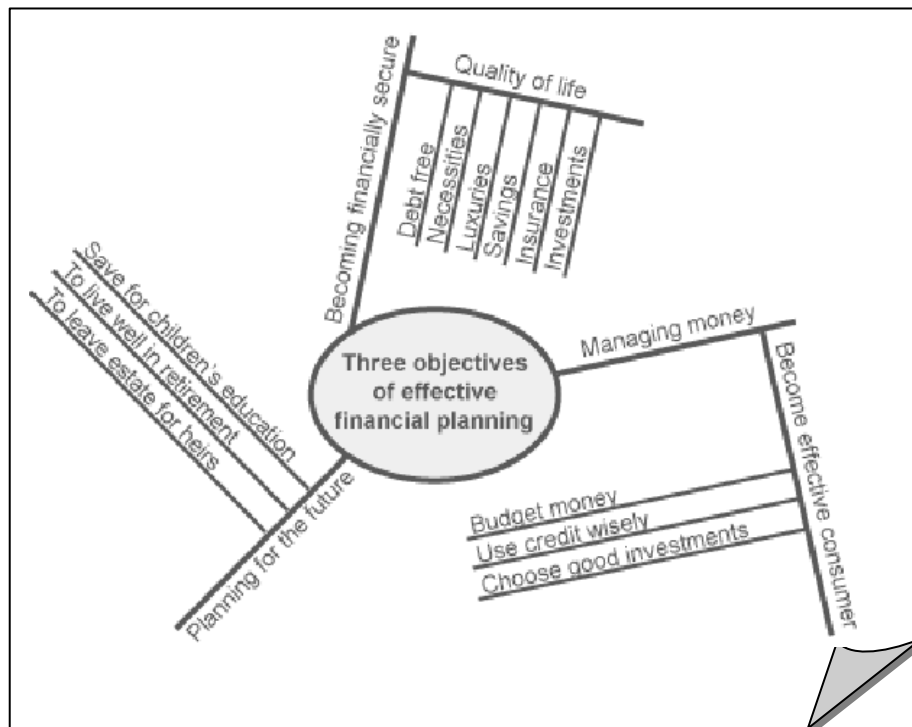 Three objectives
of effective
financial planning
Becoming financially secure
Quality of life
Debt free
Necessities
Luxuries
Savings
Insurance
Investments
Managing money
Become effective consumer
Budget money
Use credit wisely
Choose good investments
Planning for the future
Save for children's education
To live well in retirement
To leave estate for heirs